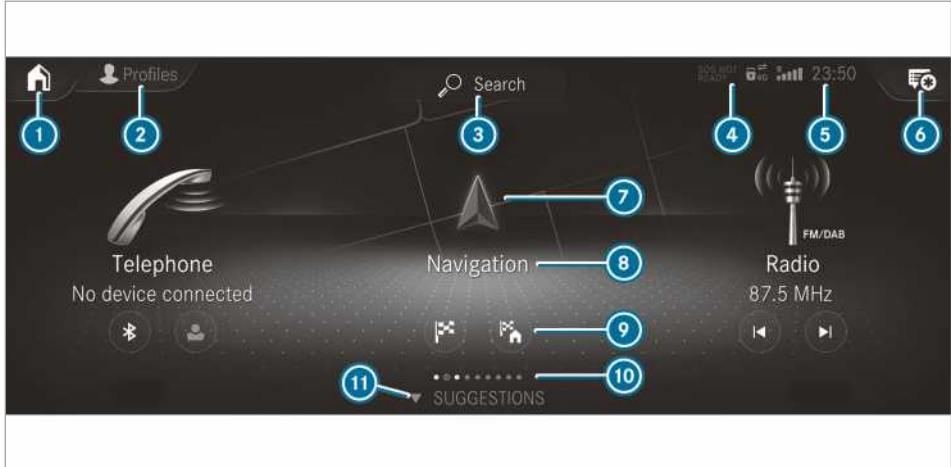 Profiles
Search
SOS NOT
READY
4G
23:50
1
2
3
4
5
6
7
FM/DAB
Telephone
Navigation
8
Radio
No device connected
87.5 MHz
9
10
11
SUGGESTIONS